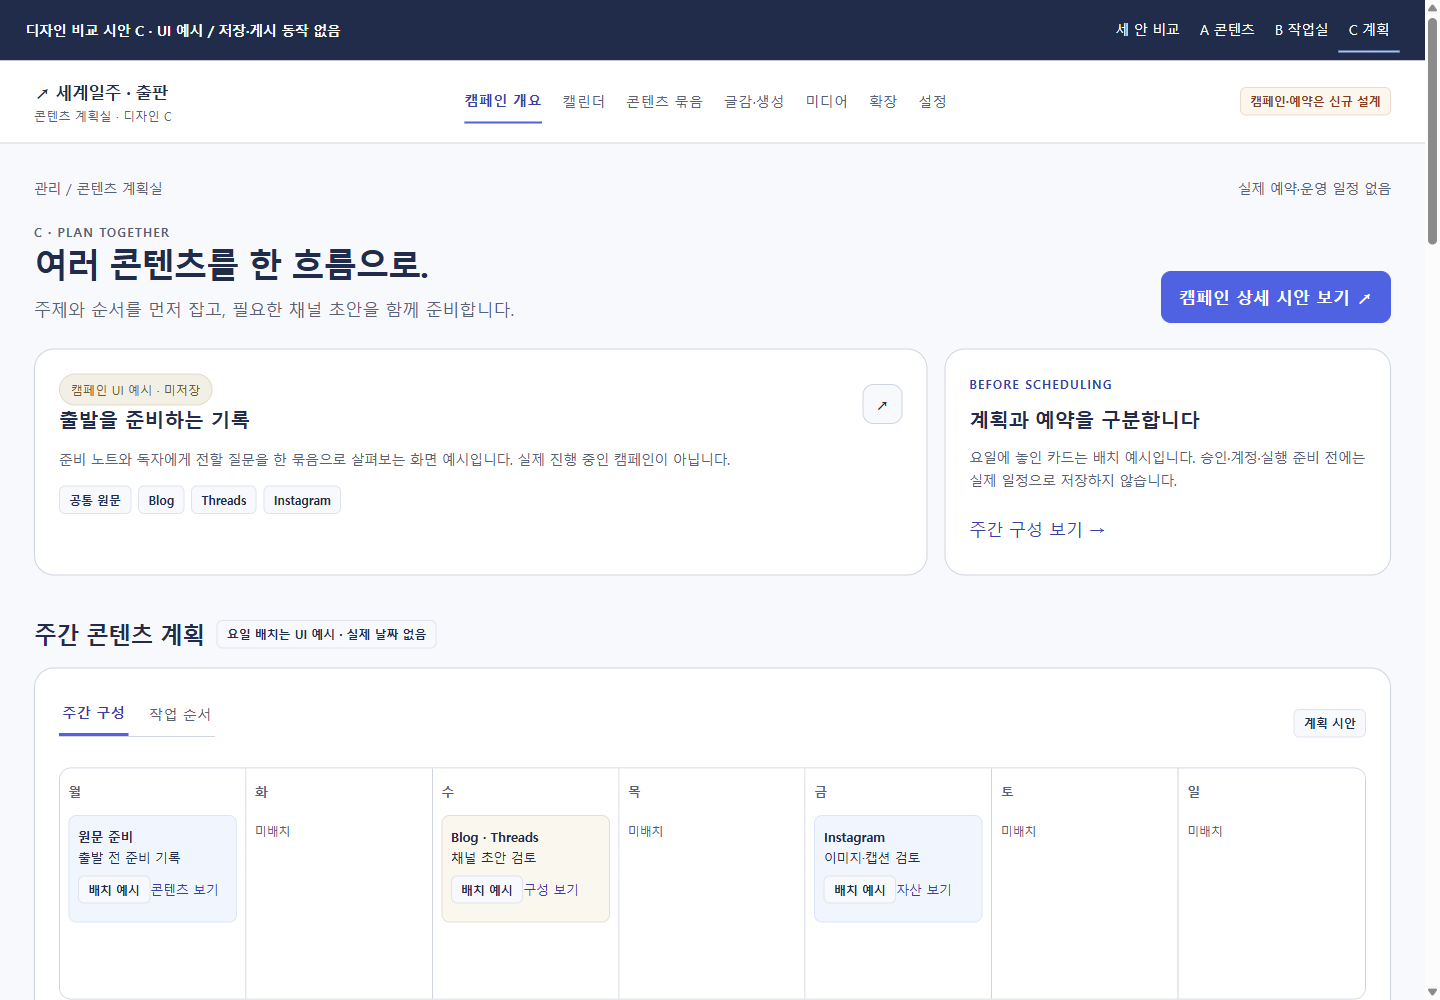 디자인 비교 시안 C · UI 예시 / 저장·게시 동작 없음
세 안 비교 A 콘텐츠 B 작업실 C 계획
↗ 세계일주 · 출판
콘텐츠 계획실 · 디자인 C
캠페인 개요 캘린더 콘텐츠 묶음 글감·생성 미디어 확장 설정
캠페인·예약은 신규 설계
관리 / 콘텐츠 계획실
실제 예약·운영 일정 없음
C · PLAN TOGETHER
여러 콘텐츠를 한 흐름으로.
주제와 순서를 먼저 잡고, 필요한 채널 초안을 함께 준비합니다.
캠페인 상세 시안 보기 ↗
캠페인 UI 예시 · 미저장
출발을 준비하는 기록
↗
준비 노트와 독자에게 전할 질문을 한 묶음으로 살펴보는 화면 예시입니다. 실제 진행 중인 캠페인이 아닙니다.
공통 원문 Blog Threads Instagram
BEFORE SCHEDULING
계획과 예약을 구분합니다
요일에 놓인 카드는 배치 예시입니다. 승인·계정·실행 준비 전에는
실제 일정으로 저장하지 않습니다.
주간 구성 보기 →
주간 콘텐츠 계획
요일 배치는 UI 예시 · 실제 날짜 없음
주간 구성 작업 순서
계획 시안
월
원문 준비
출발 전 준비 기록
배치 예시 콘텐츠 보기
화
미배치
수
Blog · Threads
채널 초안 검토
배치 예시 구성 보기
목
미배치
금
Instagram
이미지·캡션 검토
배치 예시 자산 보기
토
미배치
일
미배치